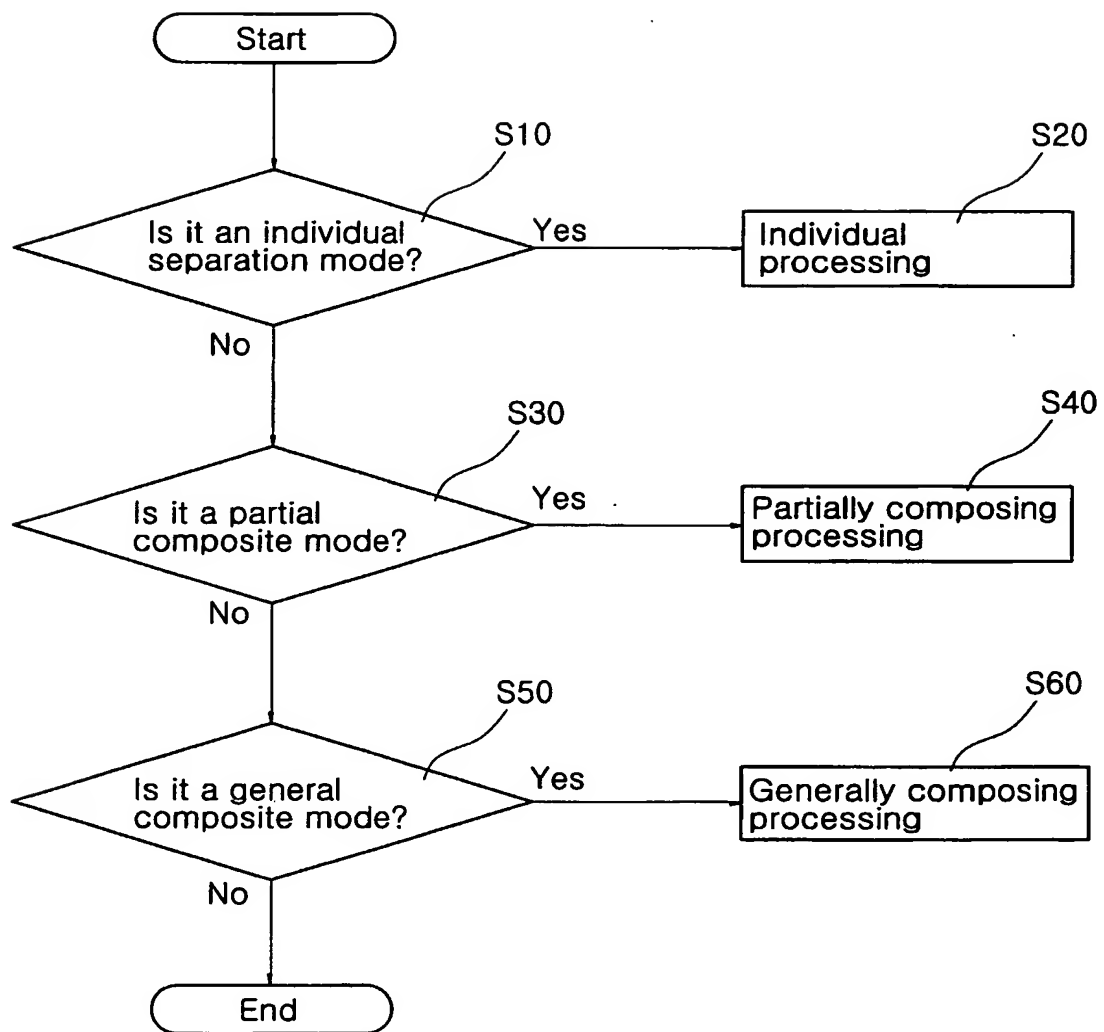 Start
S10
S20
Is it an individual
separation mode?
Yes
Individual
processing
No
S30
S40
Is it a partial
composite mode?
Yes
Partially composing
processing
No
S50
S60
Is it a general
composite mode?
Yes
Generally composing
processing
No
End